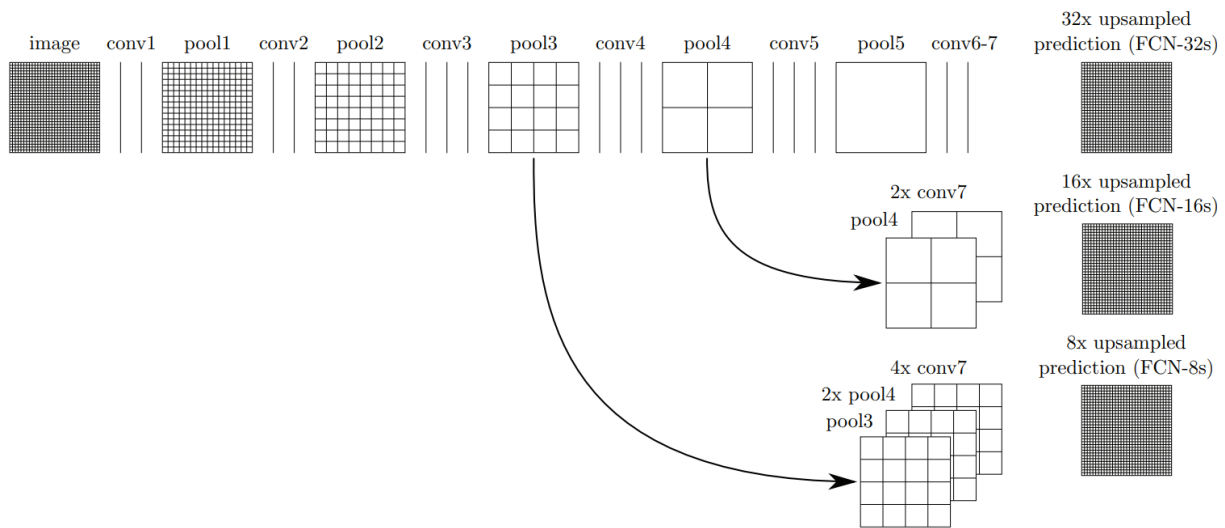 image conv1 pool1 conv2 pool2 conv3 pool3 conv4 pool4 conv5 pool5 conv6-7
32x upsampled
prediction (FCN-32s)
2x conv7
pool4
16x upsampled
prediction (FCN-16s)
4x conv7
2x pool4
pool3
8x upsampled
prediction (FCN-8s)